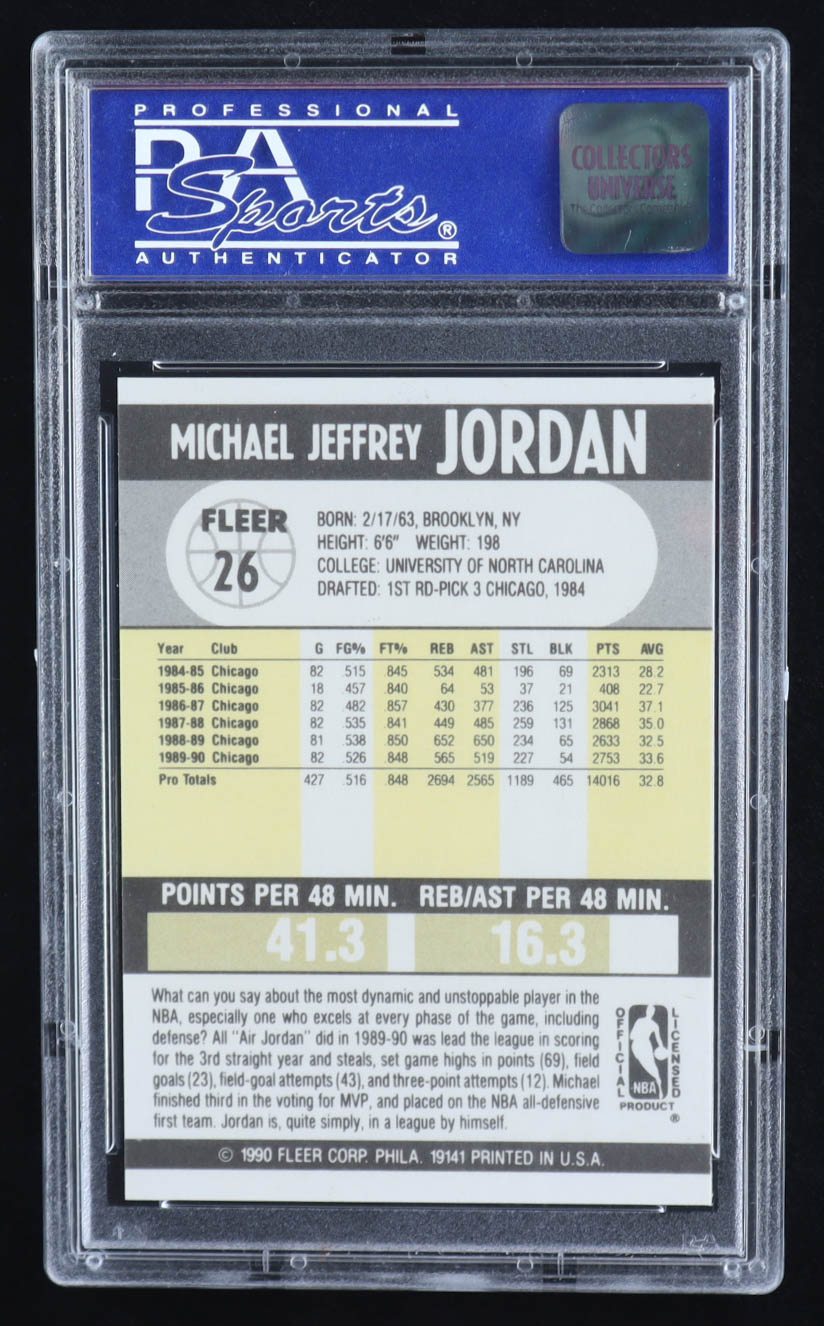 PROFESSIONAL
PSA
Sports®
AUTHENTICATOR
COLLECTORS
UNIVERSE
MICHAEL JEFFREY JORDAN
FLEER
26
BORN: 2/17/63, BROOKLYN, NY
HEIGHT: 6'6" WEIGHT: 198
COLLEGE: UNIVERSITY OF NORTH CAROLINA
DRAFTED: 1ST RD-PICK 3 CHICAGO, 1984
Year Club G FG% FT% REB AST STL BLK PTS AVG
1984-85 Chicago 82 .515 .845 534 481 196 69 2313 28.2
1985-86 Chicago 18 .457 .840 64 53 37 21 408 22.7
1986-87 Chicago 82 .482 .857 430 377 236 125 3041 37.1
1987-88 Chicago 82 .535 .841 449 485 259 131 2868 35.0
1988-89 Chicago 81 .538 .850 652 650 234 65 2633 32.5
1989-90 Chicago 82 .526 .848 565 519 227 54 2753 33.6
Pro Totals 427 .516 .848 2694 2565 1189 465 14016 32.8
POINTS PER 48 MIN. REB/AST PER 48 MIN.
41.3 16.3
What can you say about the most dynamic and unstoppable player in the
NBA, especially one who excels at every phase of the game, including
defense? All "Air Jordan" did in 1989-90 was lead the league in scoring
for the 3rd straight year and steals, set game highs in points (69), field
goals (23), field-goal attempts (43), and three-point attempts (12). Michael
finished third in the voting for MVP, and placed on the NBA all-defensive
first team. Jordan is, quite simply, in a league by himself.
OFFICIAL
LICENSED
NBA
PRODUCT
®
© 1990 FLEER CORP. PHILA. 19141 PRINTED IN U.S.A.